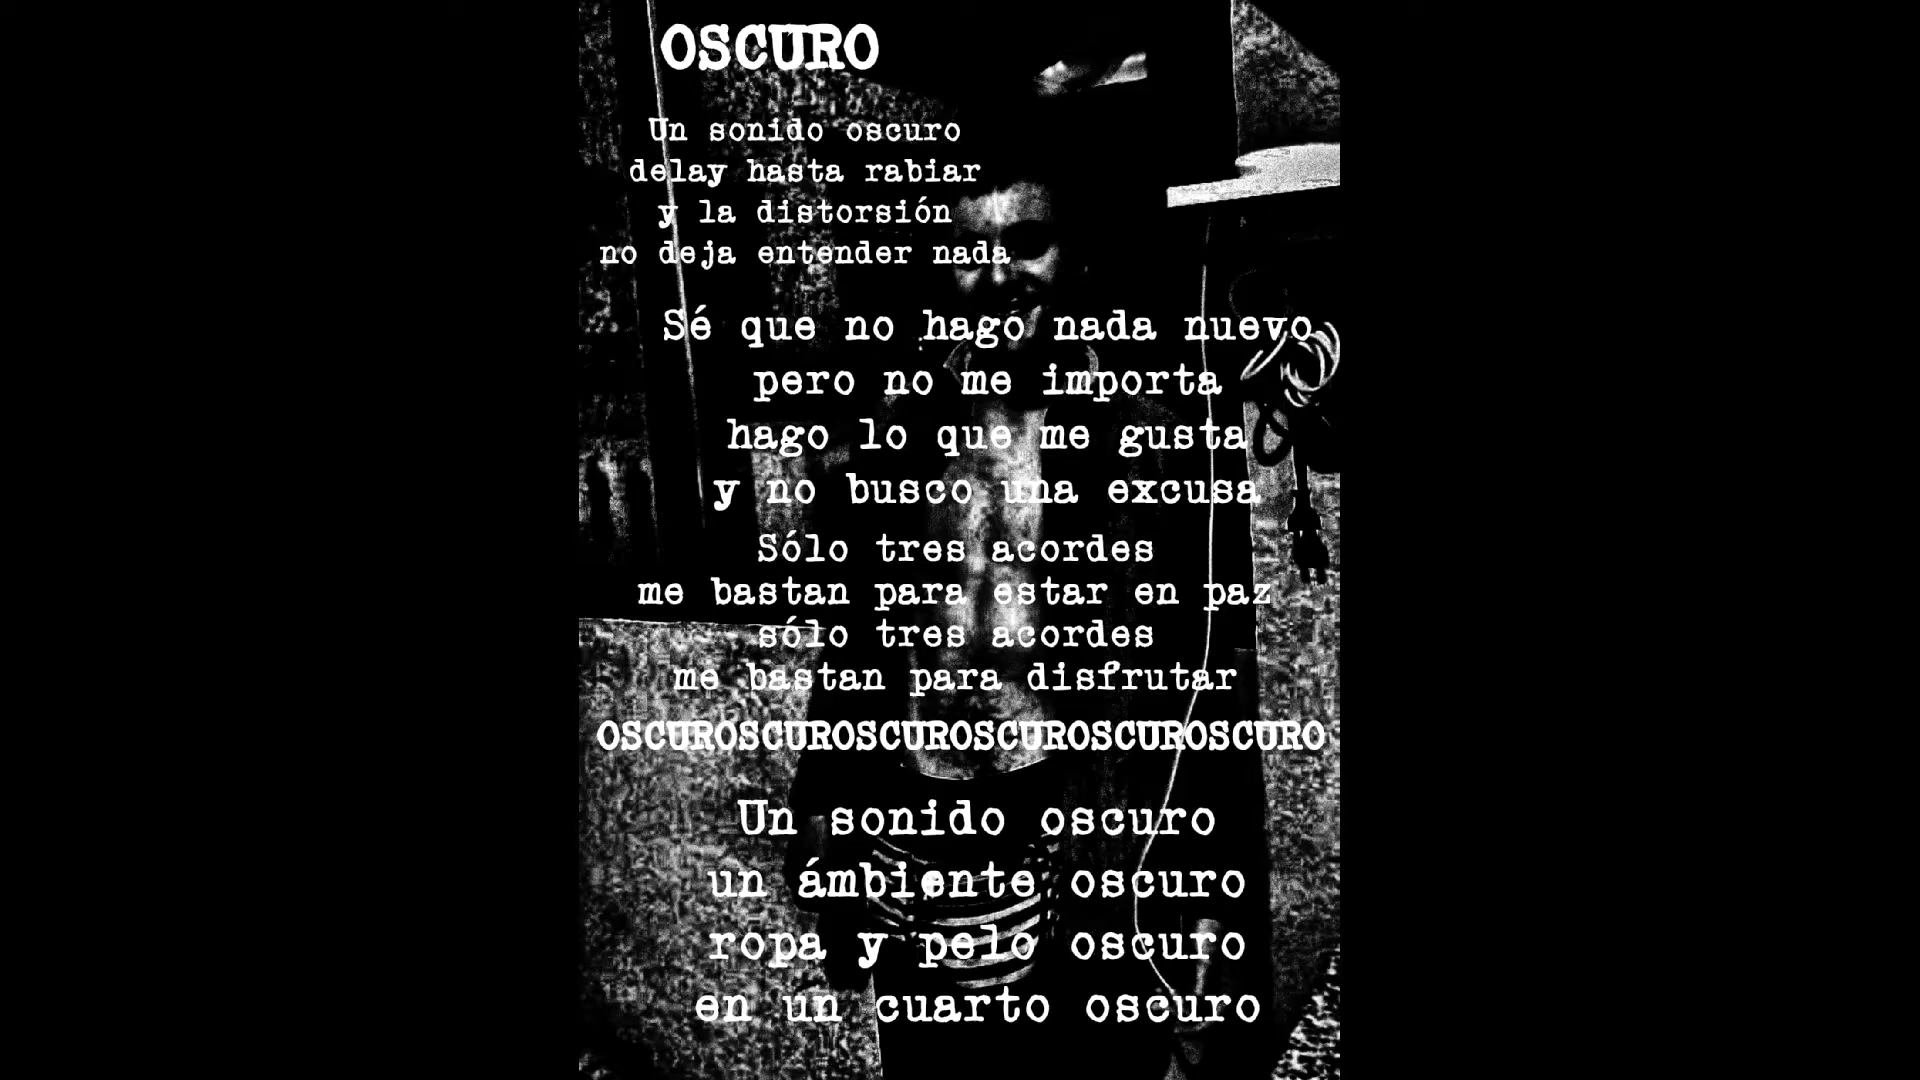 OSCURO
Un sonido oscuro
delay hasta rabiar
y la distorsión
no deja entender nada
Sé que no hago nada nuevo
pero no me importa
hago lo que me gusta
y no busco una excusa
Sólo tres acordes
me bastan para estar en paz
sólo tres acordes
me bastan para disfrutar
OSCUROSCUROSCUROSCUROSCUROSCURO
Un sonido oscuro
un ámbiente oscuro
ropa y pelo oscuro
en un cuarto oscuro